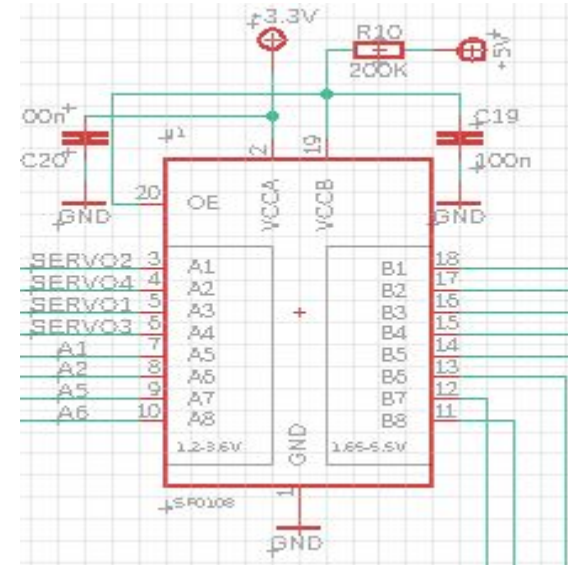 +3.3V
R10
200K
+5V
00n
C20
C19
100n
GND
GND
2
19
20
OE
VCCA
VCCB
SERVO2 3 A1 B1 18
SERVO4 4 A2 B2 17
SERVO1 5 A3 B3 16
SERVO3 6 A4 B4 15
A1 7 A5 B5 14
A2 8 A6 B6 13
A5 9 A7 B7 12
A6 10 A8 B8 11
1.2-3.6V
GND
1.65-5.5V
1
GND